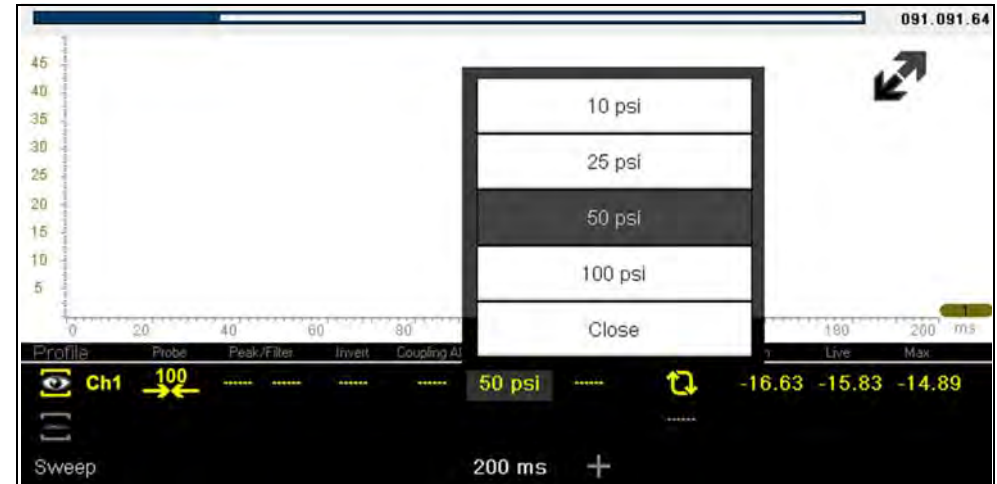 091.091.64
45
40
35
30
25
20
15
10
5
10 psi
25 psi
50 psi
100 psi
Close
0 20 40 60 80 180 200 ms
1
Profile Probe Peak/Filter Invert Coupling Live Max
Ch1 100 50 psi -16.63 -15.83 -14.89
Sweep 200 ms +